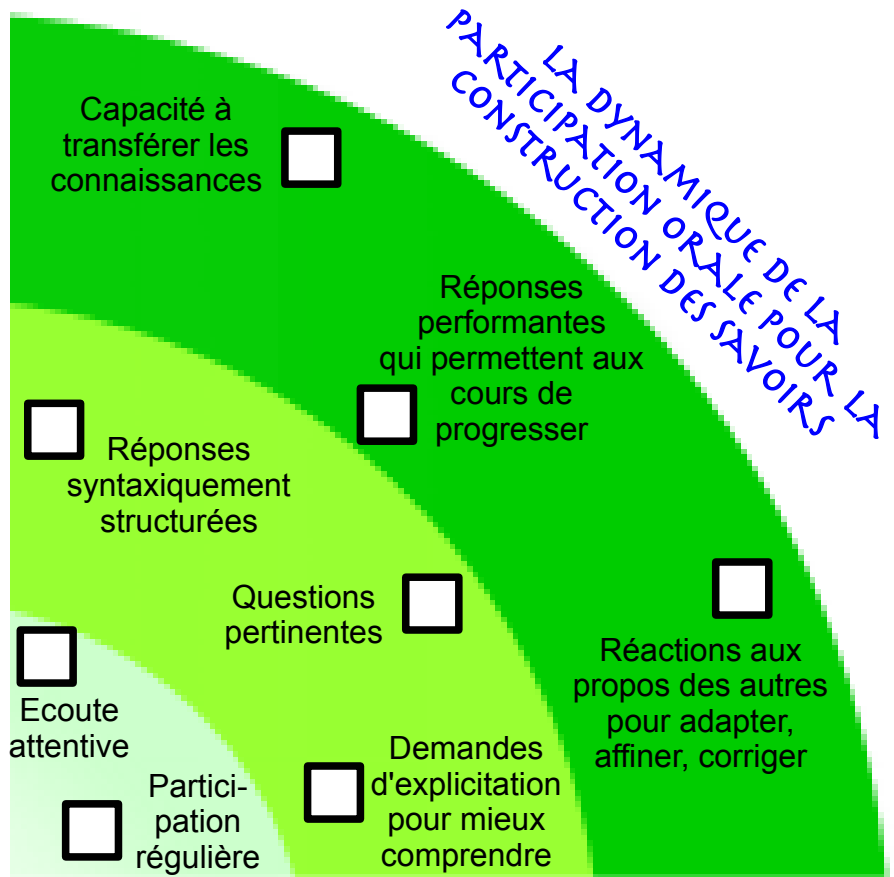 LA DYNAMIQUE DE LA
PARTICIPATION ORALE POUR LA
CONSTRUCTION DES SAVOIRS
Capacité à
transférer les
connaissances
Réponses
performantes
qui permettent aux
cours de
progresser
Réponses
syntaxiquement
structurées
Questions
pertinentes
Réactions aux
propos des autres
pour adapter,
affiner, corriger
Ecoute
attentive
Demandes
d'explicitation
pour mieux
comprendre
Partici-
pation
régulière